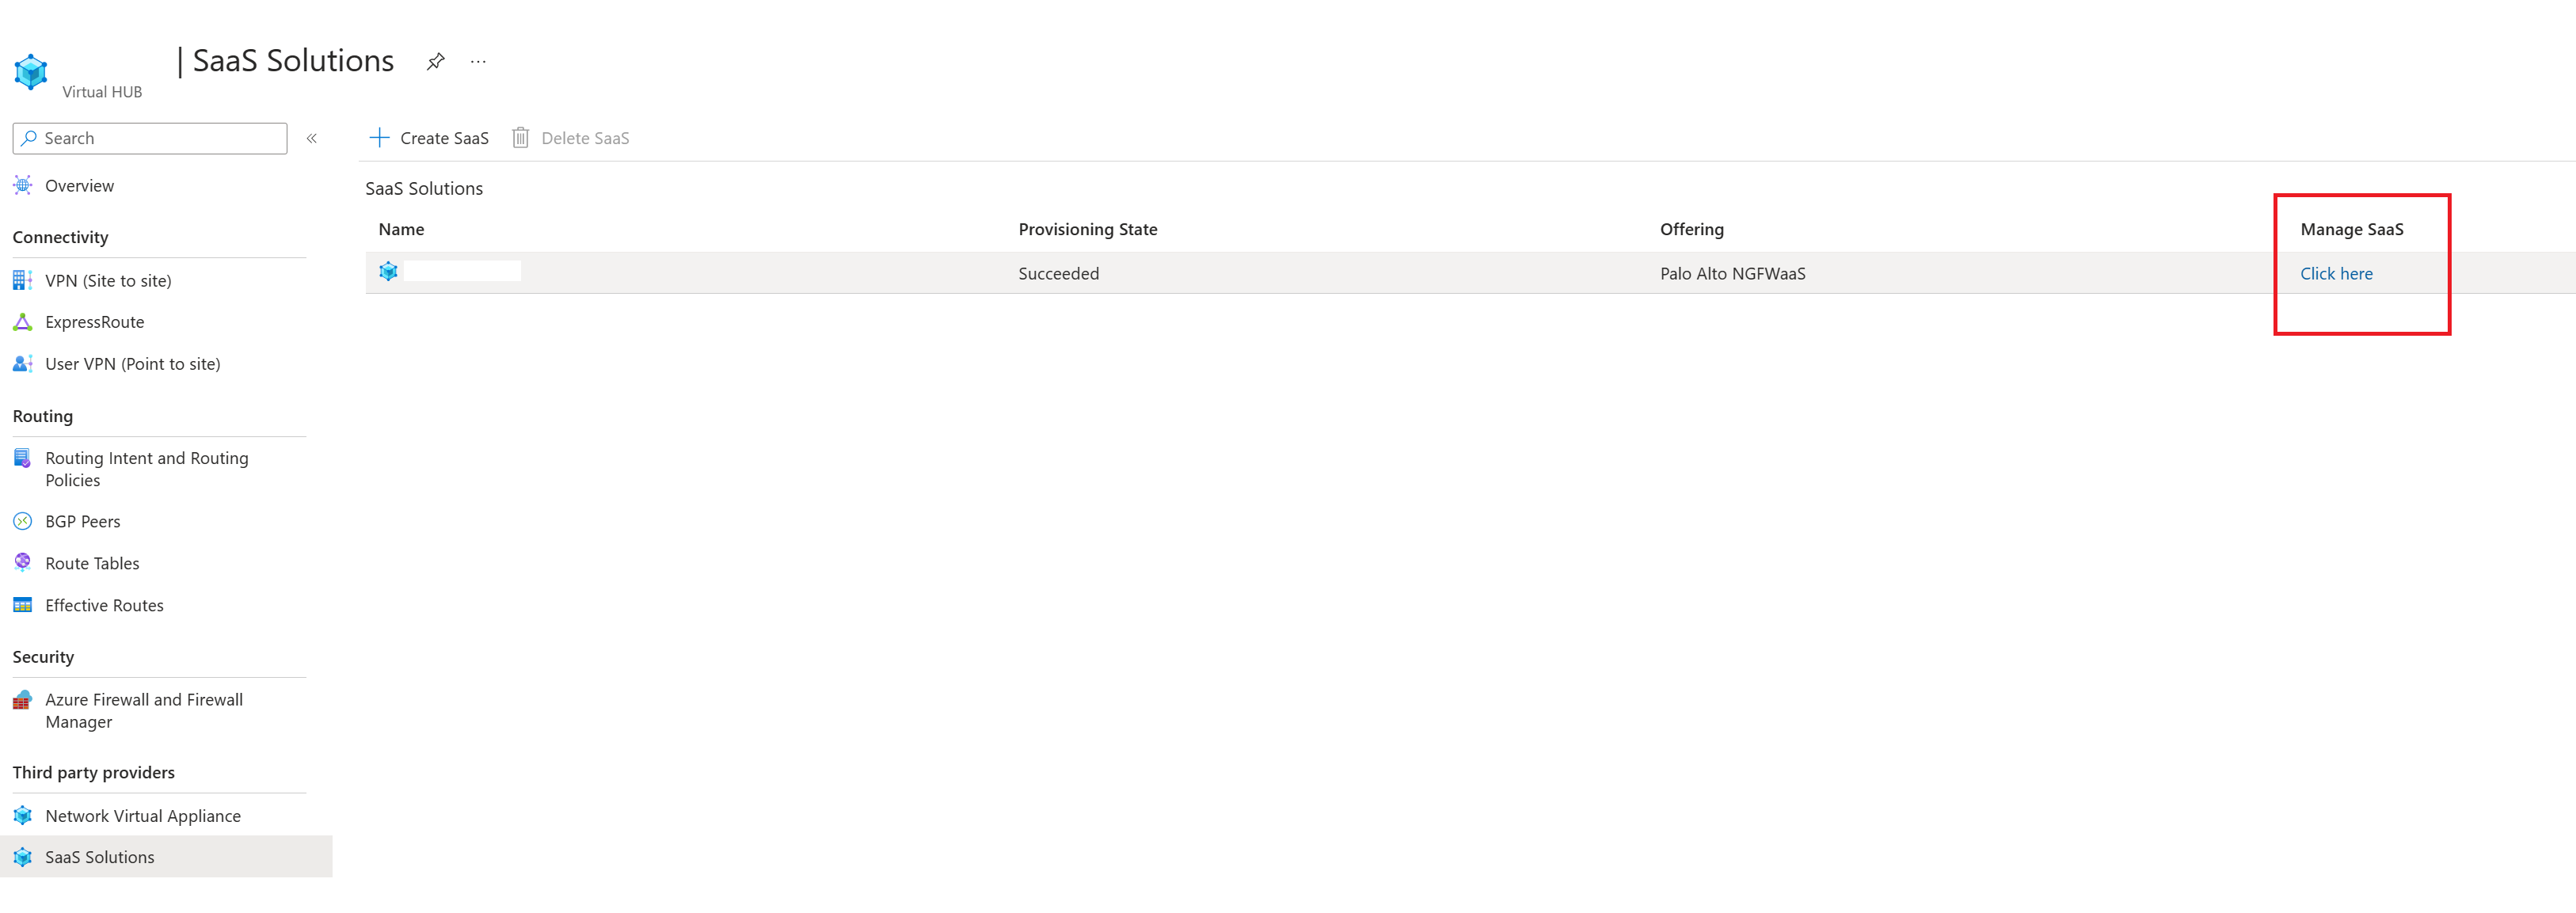 | SaaS Solutions
Virtual HUB
Search
Create SaaS
Delete SaaS
Overview
Connectivity
VPN (Site to site)
ExpressRoute
User VPN (Point to site)
Routing
Routing Intent and Routing
Policies
BGP Peers
Route Tables
Effective Routes
Security
Azure Firewall and Firewall
Manager
Third party providers
Network Virtual Appliance
SaaS Solutions
SaaS Solutions
Name Provisioning State Offering Manage SaaS
Succeeded Palo Alto NGFWaaS Click here